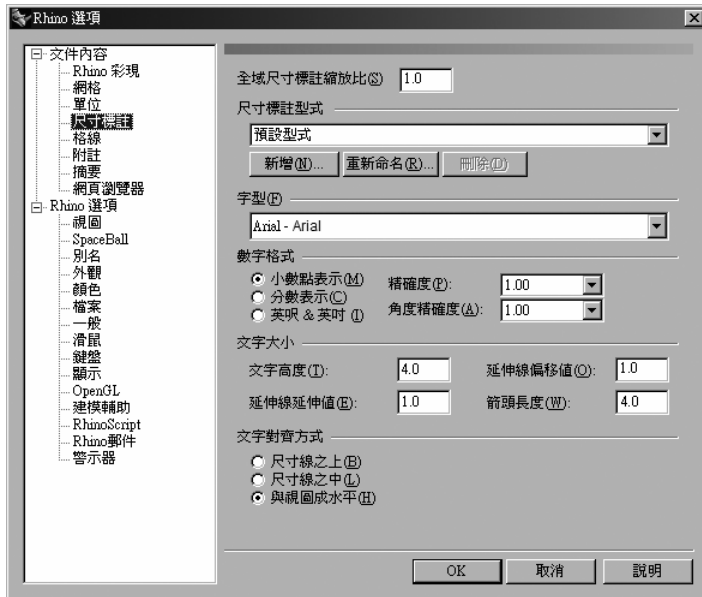 Rhino 選項
文件內容
Rhino 彩現
網格
單位
尺寸標註
格線
附註
摘要
網頁瀏覽器
Rhino 選項
視圖
SpaceBall
別名
外觀
顏色
檔案
一般
滑鼠
鍵盤
顯示
OpenGL
建模輔助
RhinoScript
Rhino郵件
警示器
全域尺寸標註縮放比(S) 1.0
尺寸標註型式
預設型式
新增(N)... 重新命名(R)... 刪除(D)
字型(F)
Arial - Arial
數字格式
小數點表示(M) 精確度(P): 1.00
分數表示(C)
英呎 & 英吋 (I) 角度精確度(A): 1.00
文字大小
文字高度(T): 4.0 延伸線偏移值(O): 1.0
延伸線延伸值(E): 1.0 箭頭長度(W): 4.0
文字對齊方式
尺寸線之上(B)
尺寸線之中(L)
與視圖成水平(H)
OK 取消 說明